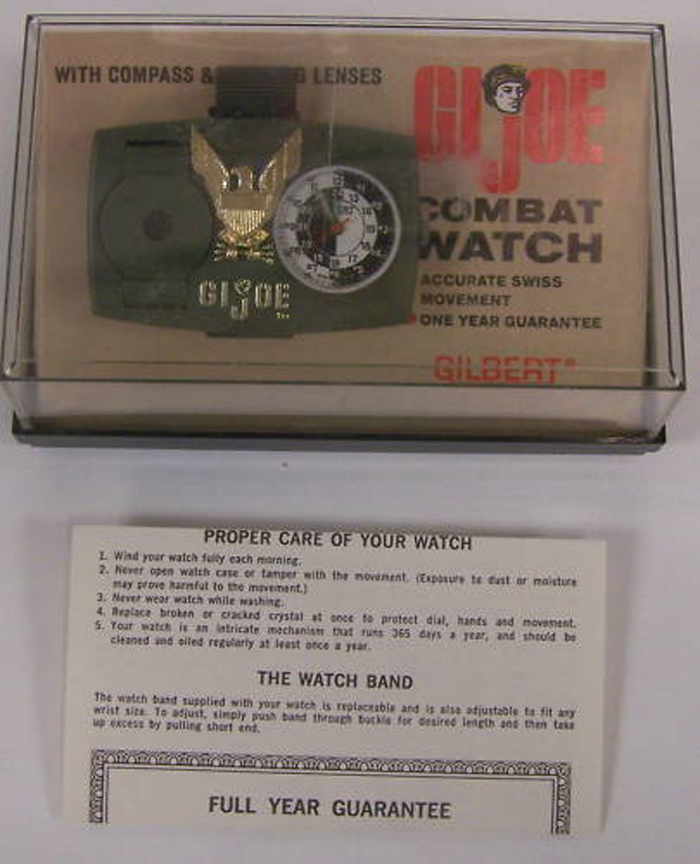 WITH COMPASS & G LENSES
GIJOE
COMBAT
WATCH
ACCURATE SWISS
MOVEMENT
ONE YEAR GUARANTEE
GILBERT®
GIJOE
PROPER CARE OF YOUR WATCH
1. Wind your watch fully each morning.
2. Never open watch case or tamper with the movement. (Exposure to dust or moisture
may prove harmful to the movement.)
3. Never wear watch while washing.
4. Replace broken or cracked crystal at once to protect dial, hands and movement.
5. Your watch is an intricate mechanism that runs 365 days a year, and should be
cleaned and oiled regularly at least once a year.
THE WATCH BAND
The watch band supplied with your watch is replaceable and is also adjustable to fit any
wrist size. To adjust, simply push band through buckle for desired length and then take
up excess by pulling short end.
FULL YEAR GUARANTEE